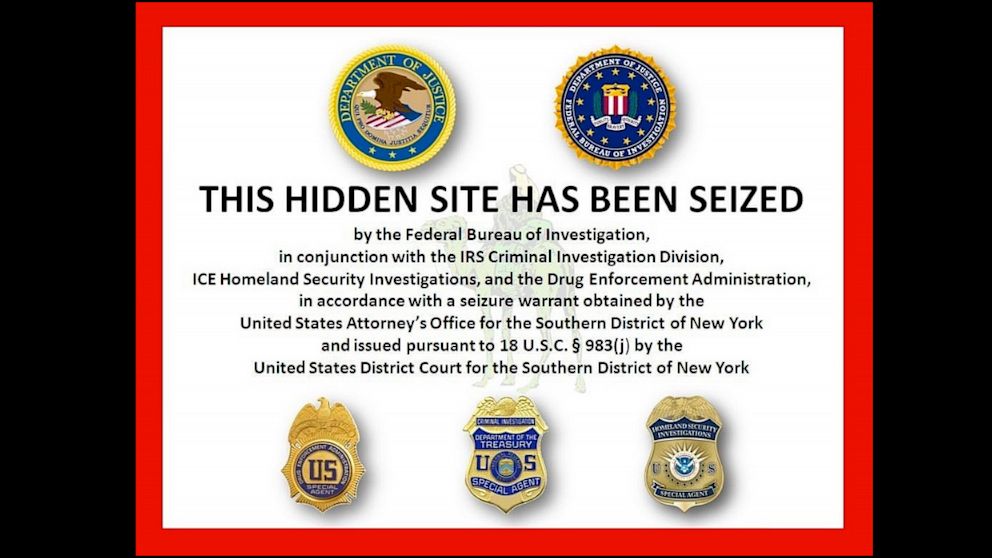 DEPARTMENT OF JUSTICE
QUI PRO DOMINA JUSTITIA SEQUITUR
DEPARTMENT OF JUSTICE
FEDERAL BUREAU OF INVESTIGATION
THIS HIDDEN SITE HAS BEEN SEIZED
by the Federal Bureau of Investigation,
in conjunction with the IRS Criminal Investigation Division,
ICE Homeland Security Investigations, and the Drug Enforcement Administration,
in accordance with a seizure warrant obtained by the
United States Attorney’s Office for the Southern District of New York
and issued pursuant to 18 U.S.C. § 983(j) by the
United States District Court for the Southern District of New York
DRUG ENFORCEMENT ADMINISTRATION
US
SPECIAL
AGENT
CRIMINAL INVESTIGATION
DEPARTMENT OF THE
TREASURY
U S
SPECIAL AGENT
HOMELAND SECURITY
INVESTIGATIONS
U S
SPECIAL AGENT